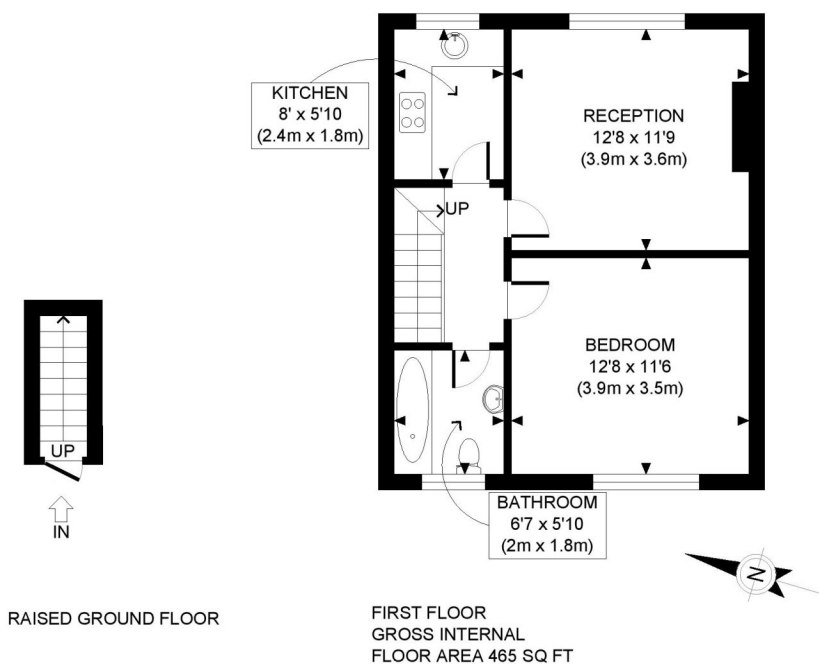 KITCHEN
8' x 5'10
(2.4m x 1.8m)
RECEPTION
12'8 x 11'9
(3.9m x 3.6m)
UP
BEDROOM
12'8 x 11'6
(3.9m x 3.5m)
UP
IN
BATHROOM
6'7 x 5'10
(2m x 1.8m)
N
RAISED GROUND FLOOR
FIRST FLOOR
GROSS INTERNAL
FLOOR AREA 465 SQ FT